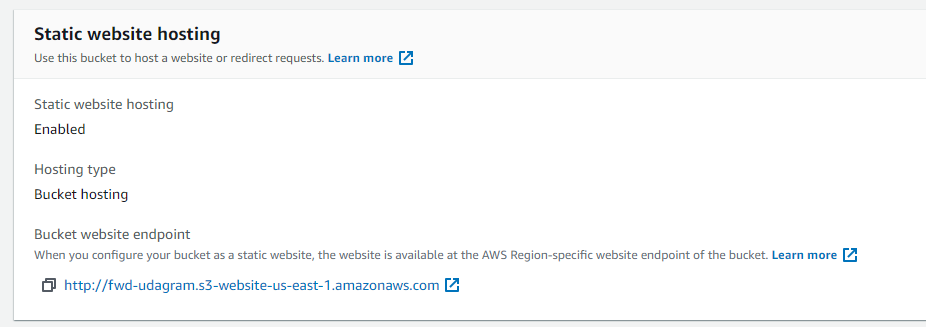 Static website hosting
Use this bucket to host a website or redirect requests. Learn more
Static website hosting
Enabled
Hosting type
Bucket hosting
Bucket website endpoint
When you configure your bucket as a static website, the website is available at the AWS Region-specific website endpoint of the bucket. Learn more
http://fwd-udagram.s3-website-us-east-1.amazonaws.com